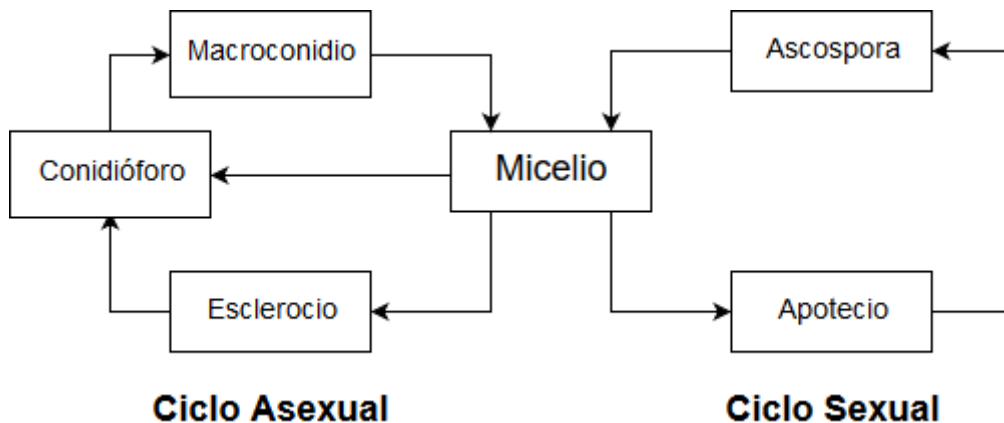 Macroconidio
Ascospora
Conidióforo
Micelio
Esclerocio
Apotecio
Ciclo Asexual
Ciclo Sexual